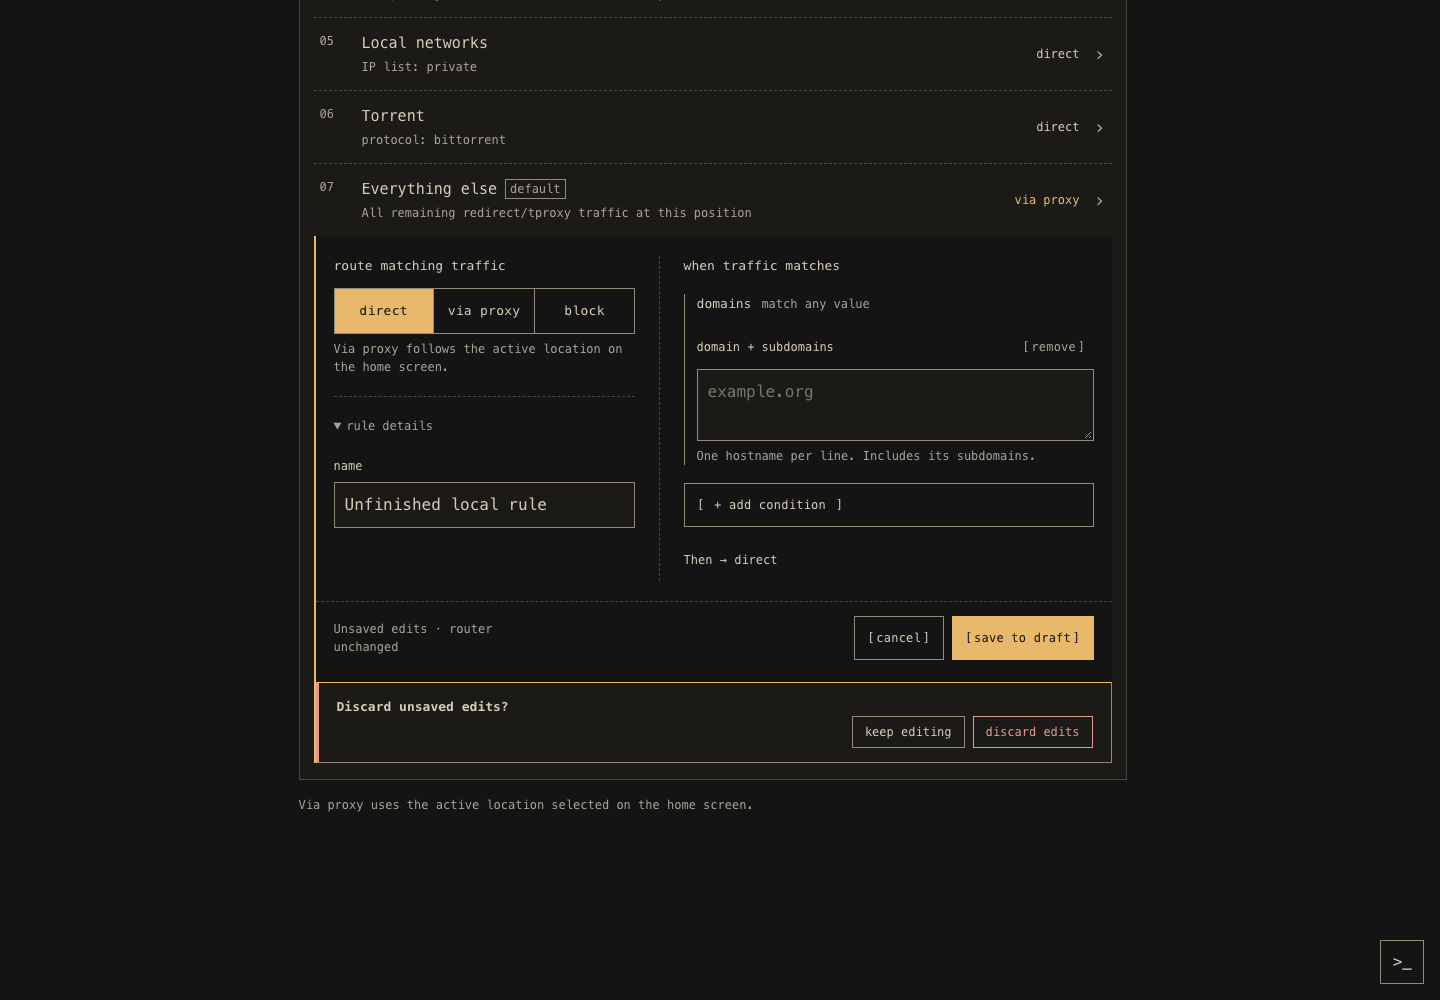 05 Local networks direct >
IP list: private
06 Torrent direct >
protocol: bittorrent
07 Everything else default via proxy >
All remaining redirect/tproxy traffic at this position
route matching traffic
direct via proxy block
Via proxy follows the active location on
the home screen.
▼ rule details
name
Unfinished local rule
when traffic matches
domains match any value
domain + subdomains [remove]
example.org
One hostname per line. Includes its subdomains.
[ + add condition ]
Then → direct
Unsaved edits · router
unchanged
[cancel] [save to draft]
Discard unsaved edits?
keep editing discard edits
Via proxy uses the active location selected on the home screen.
>_